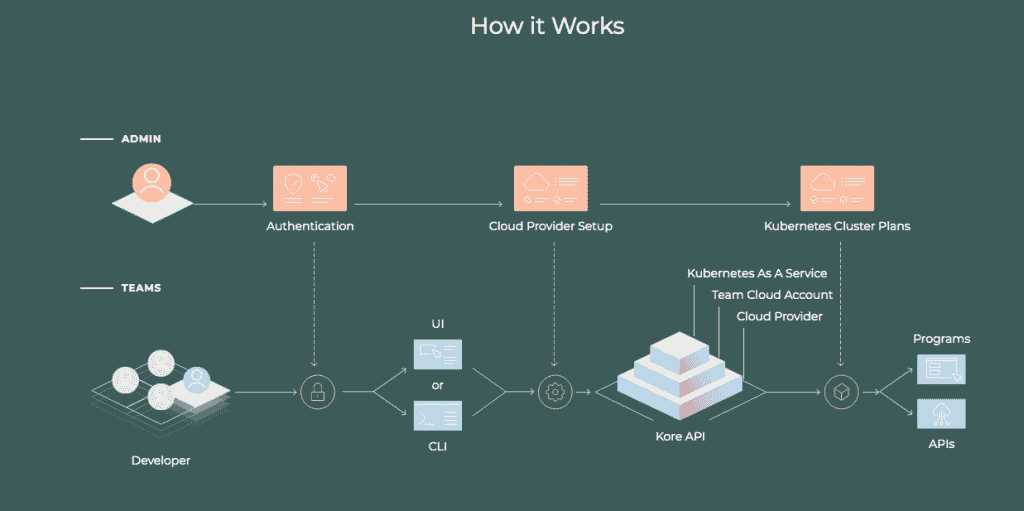 How it Works
ADMIN
Authentication
Cloud Provider Setup
Kubernetes Cluster Plans
TEAMS
Kubernetes As A Service
Team Cloud Account
Cloud Provider
UI
or
CLI
Programs
APIs
Kore API
Developer